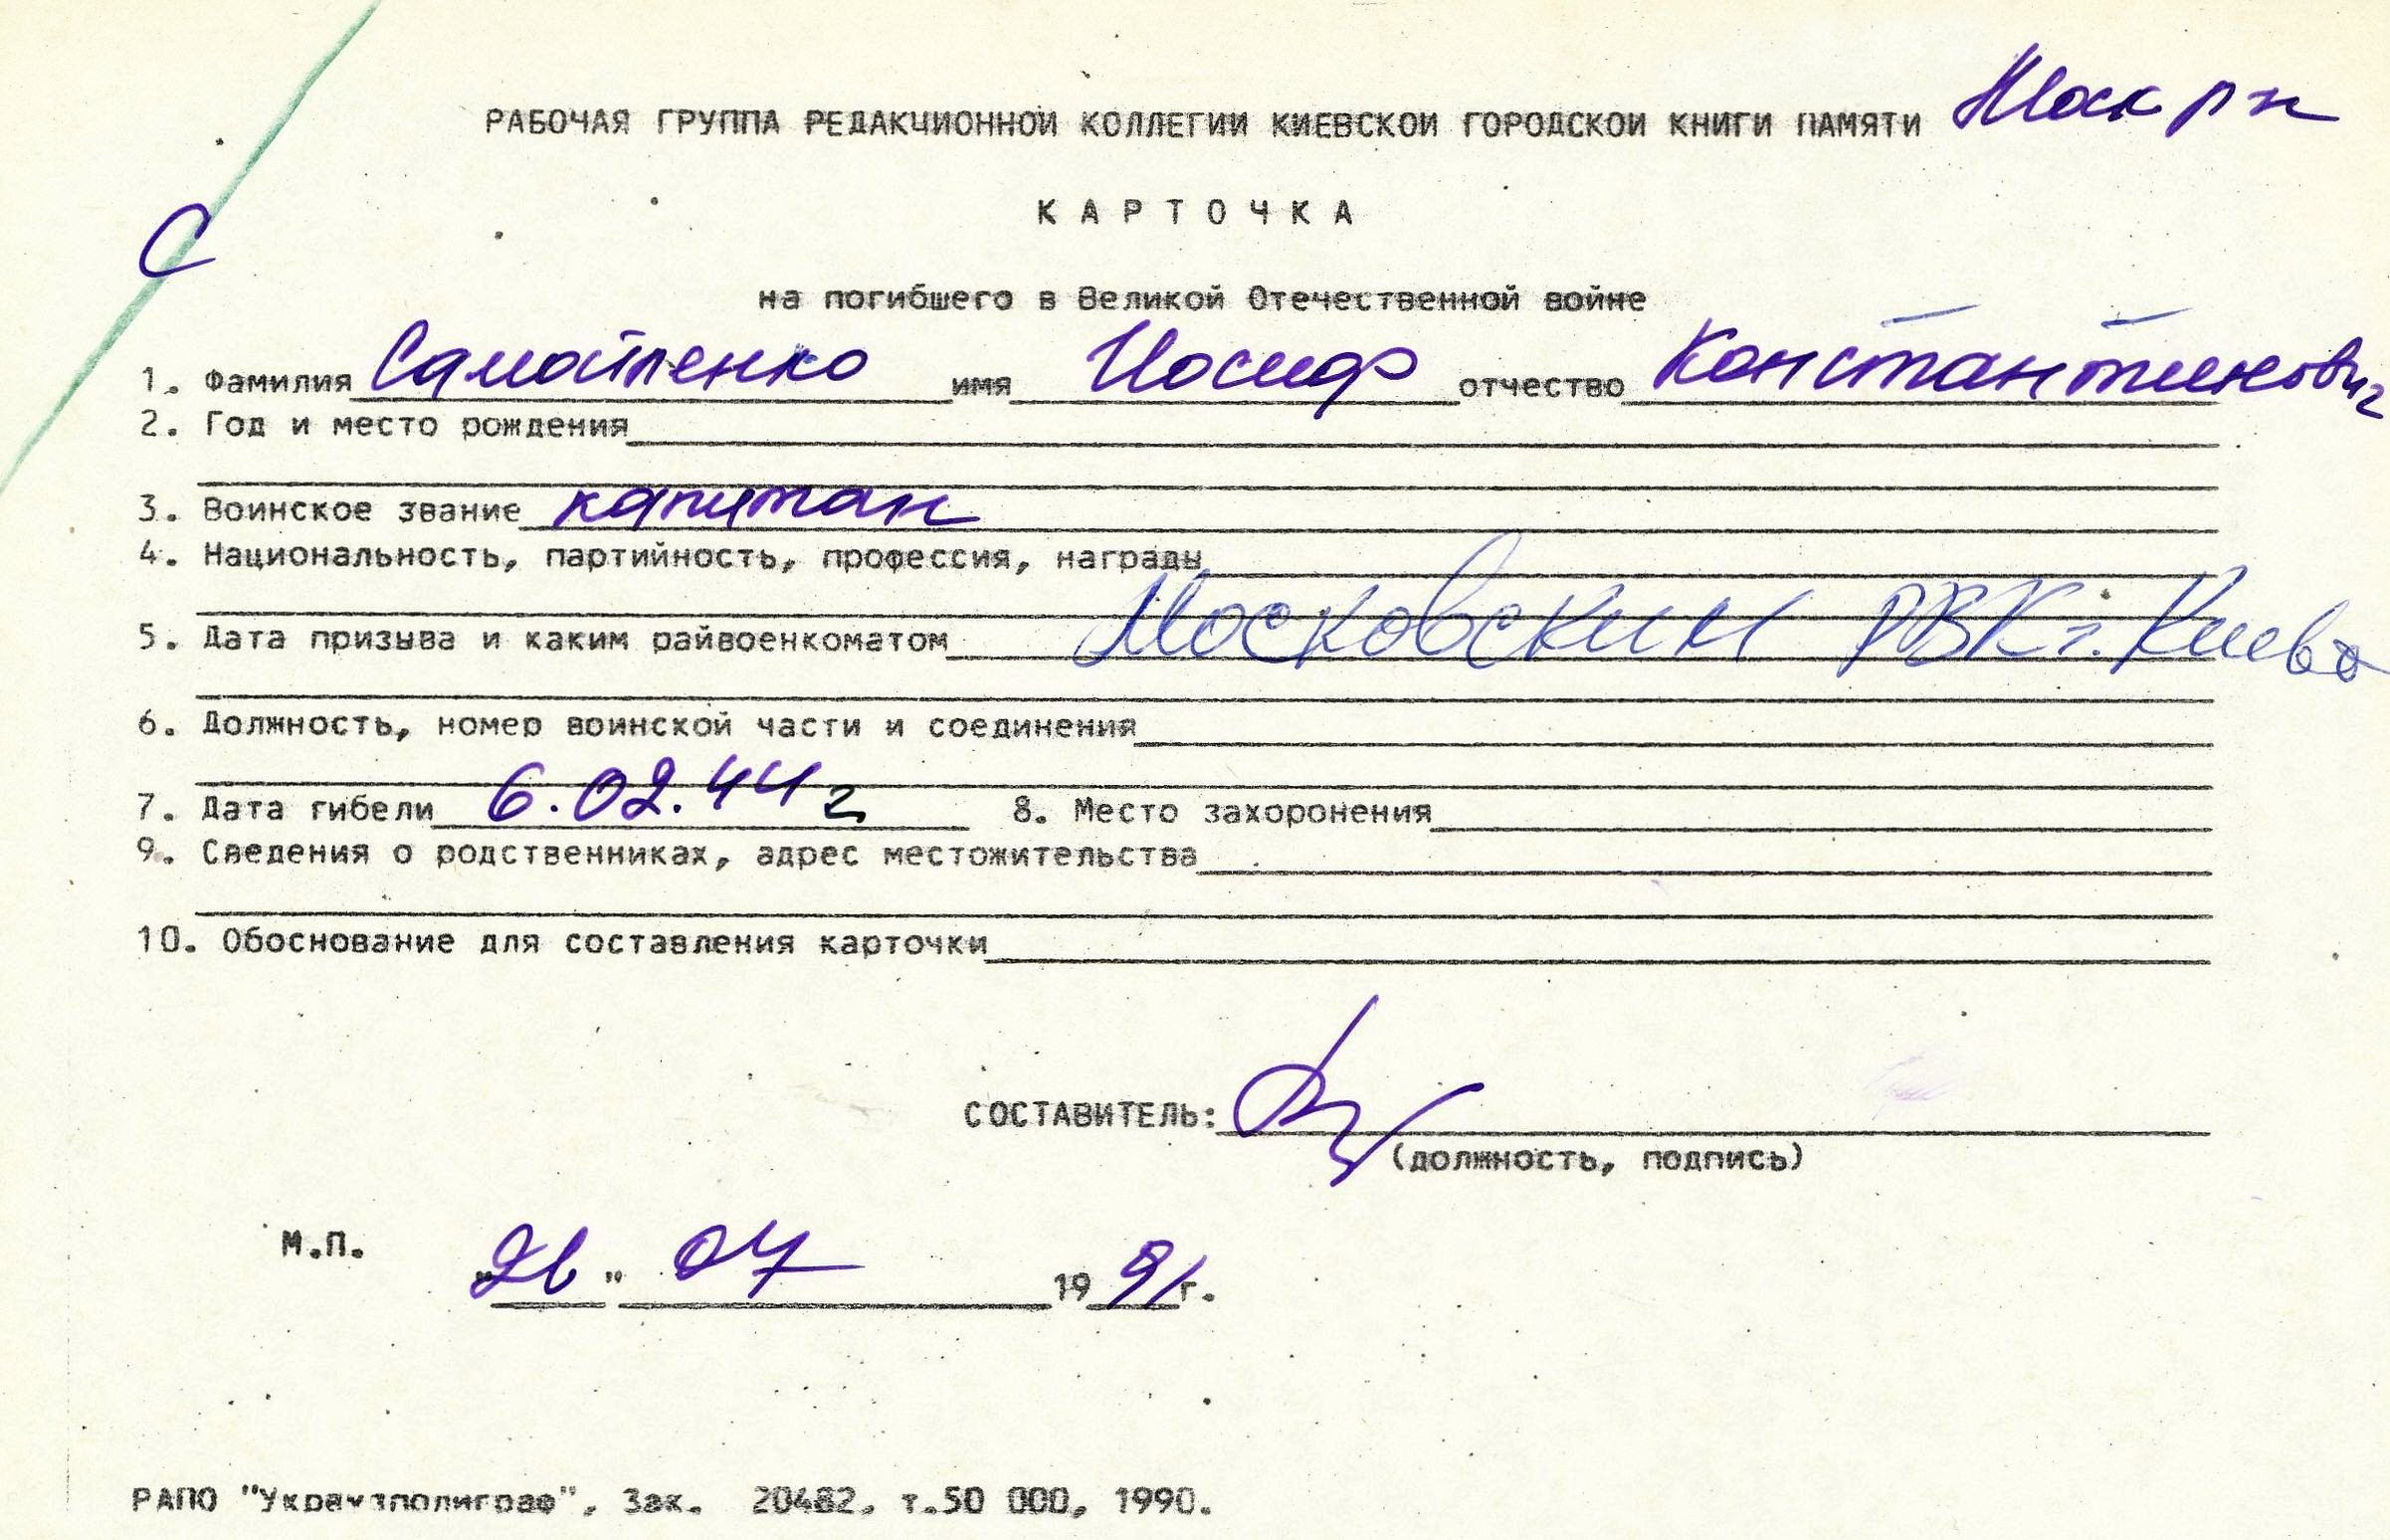 РАБОЧАЯ ГРУППА РЕДАКЦИОННОЙ КОЛЛЕГИИ КИЕВСКОЙ ГОРОДСКОЙ КНИГИ ПАМЯТИ Моск рн
КАРТОЧКА
С
на погибшего в Великой Отечественной войне
1. Фамилия имя Иосиф отчество Константинович
2. Год и место рождения
3. Воинское звание капитан
4. Национальность, партийность, профессия, награды
5. Дата призыва и каким райвоенкоматом Московским РВК г. Киева
6. Должность, номер воинской части и соединения
7. Дата гибели 6.02.44 г 8. Место захоронения
9. Сведения о родственниках, адрес местожительства
10. Обоснование для составления карточки
СОСТАВИТЕЛЬ:
(должность, подпись)
М.П.
"26" 07 1991г.
РАПО "Укрвузполиграф", Зак. 20482, т.50 000, 1990.